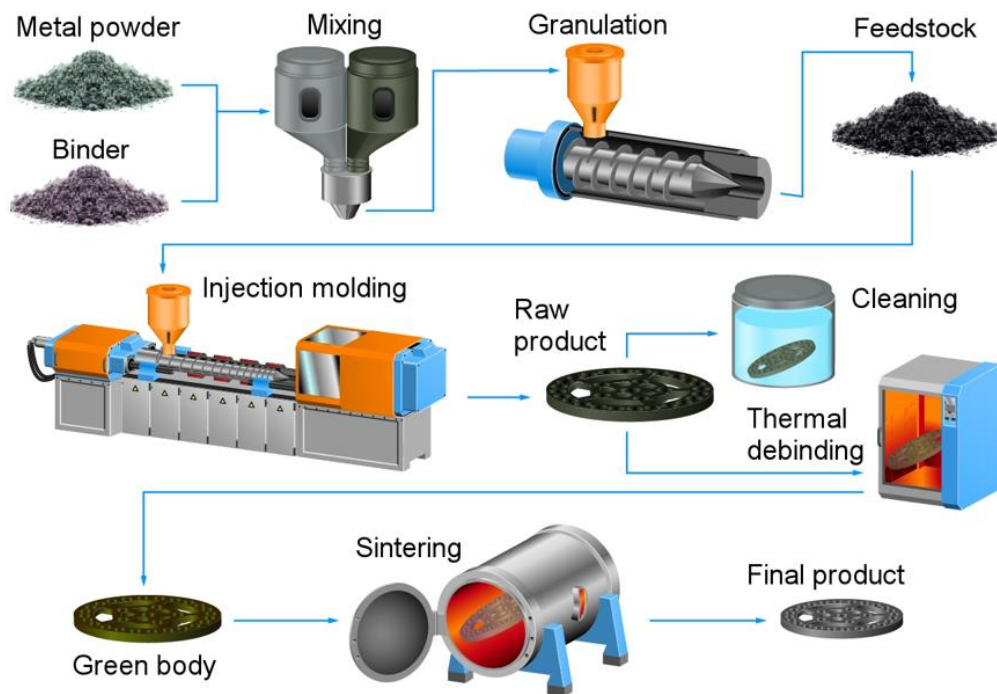 Metal powder
Mixing
Granulation
Feedstock
Binder
Injection molding
Raw
product
Cleaning
Thermal
debinding
Sintering
Final product
Green body